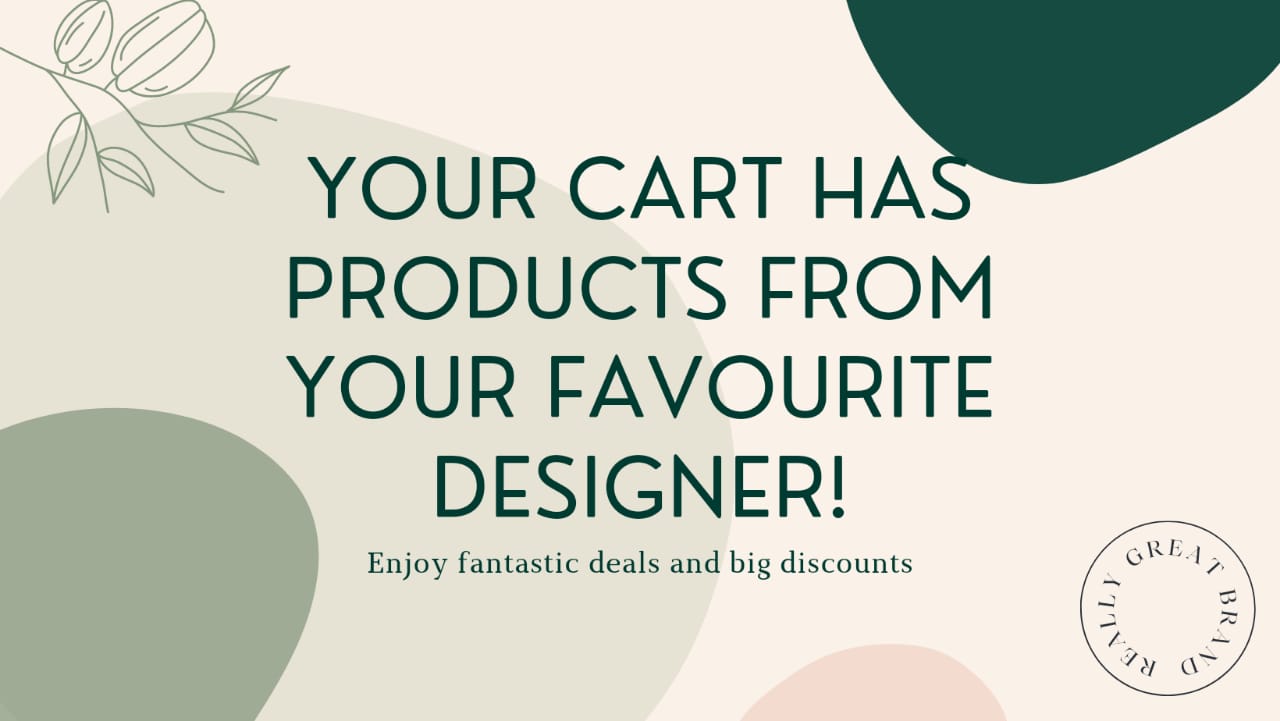 YOUR CART HAS
PRODUCTS FROM
YOUR FAVOURITE
DESIGNER!
Enjoy fantastic deals and big discounts
REALLY GREAT BRAND